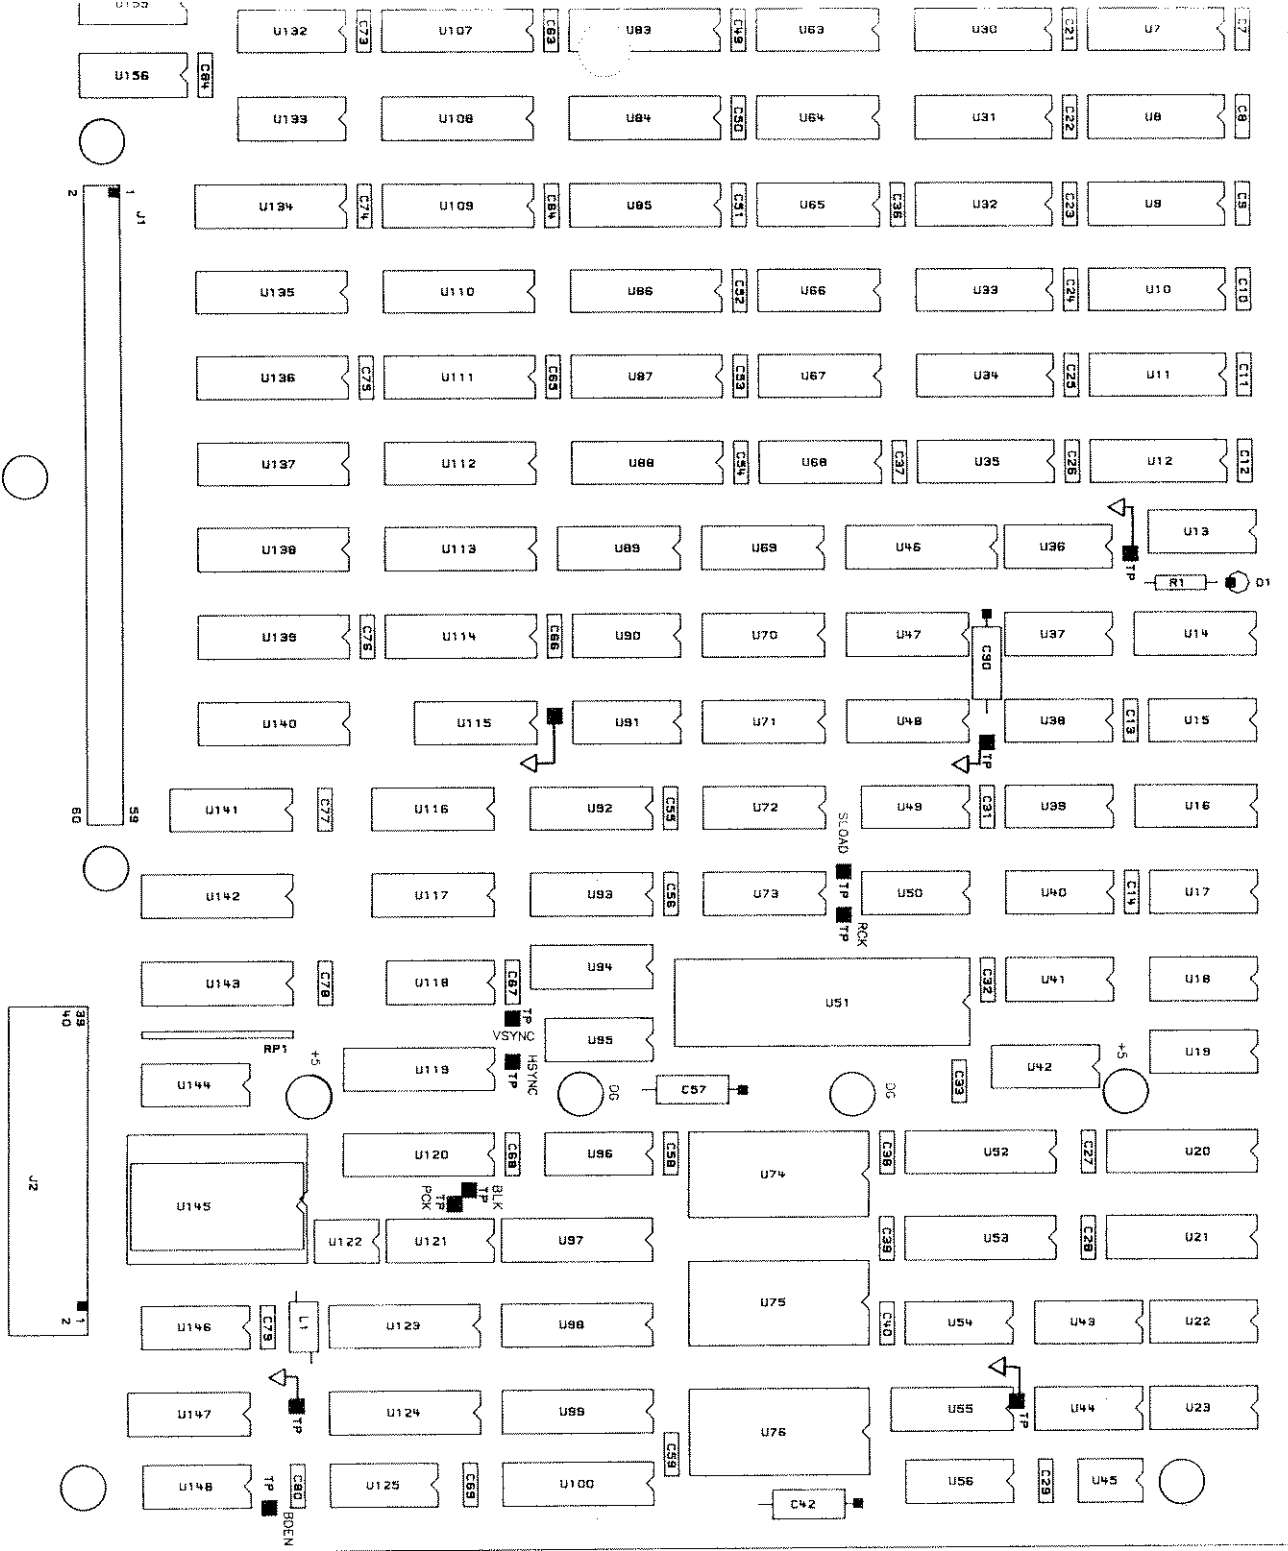 U132 C73 U107 C63 U83 C49 U63 U30 C21 U7 C7
U156 C84
U133 U108 U84 C50 U64 U31 C22 U8 C8
2 1
J1
U134 C74 U109 C64 U85 C51 U65 C36 U32 C23 U9 C9
U135 U110 U86 C52 U66 U33 C24 U10 C10
U136 C75 U111 C65 U87 C53 U67 U34 C25 U11 C11
U137 U112 U88 C54 U68 C37 U35 C26 U12 C12
U138 U113 U89 U69 U46 U36 TP U13
R1 D1
U139 C76 U114 C66 U90 U70 U47 C30 U37 U14
U140 U115 U91 U71 U48 TP U38 C13 U15
60 59
U141 C77 U116 U92 C55 U72 U49 C31 U39 U16
SLOAD
TP
U142 U117 U93 C56 U73 U50 U40 C14 U17
TP RCK
U143 C78 U118 C67 U94 U51 C32 U41 U18
40 39
TP
VSYNC
RP1 +5 U95 +5 U19
U144 U119 TP HSYNC DG C57 DG C33 U42
U120 C68 U96 C58 U74 C38 U52 C27 U20
J2
U145 PCK TP TP BLK
U122 U121 U97 C39 U53 C28 U21
2 1
U146 C79 L1 U123 U98 U75 C40 U54 U43 U22
U147 TP U124 U99 U55 TP U44 U23
U76 C59
U148 TP C80 U125 C69 U100 U56 C29 U45
BDEN C42